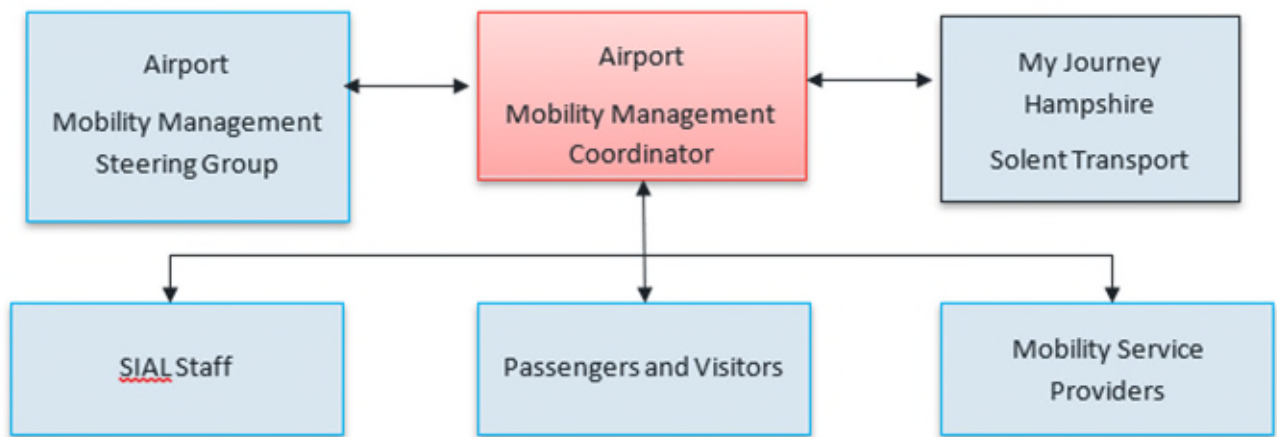 Airport
Mobility Management
Steering Group
Airport
Mobility Management
Coordinator
My Journey
Hampshire
Solent Transport
SIAL Staff
Passengers and Visitors
Mobility Service
Providers